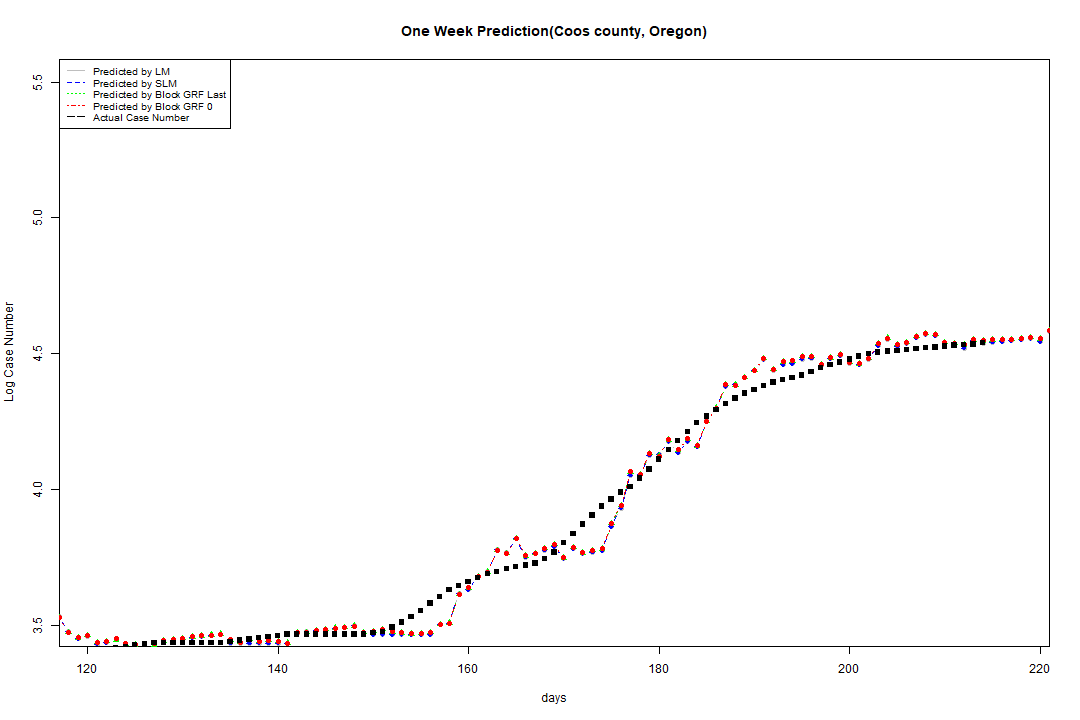 One Week Prediction(Coos county, Oregon)
Predicted by LM
Predicted by SLM
Predicted by Block GRF Last
Predicted by Block GRF 0
Actual Case Number
5.5
5.0
4.5
4.0
3.5
Log Case Number
120 140 160 180 200 220
days